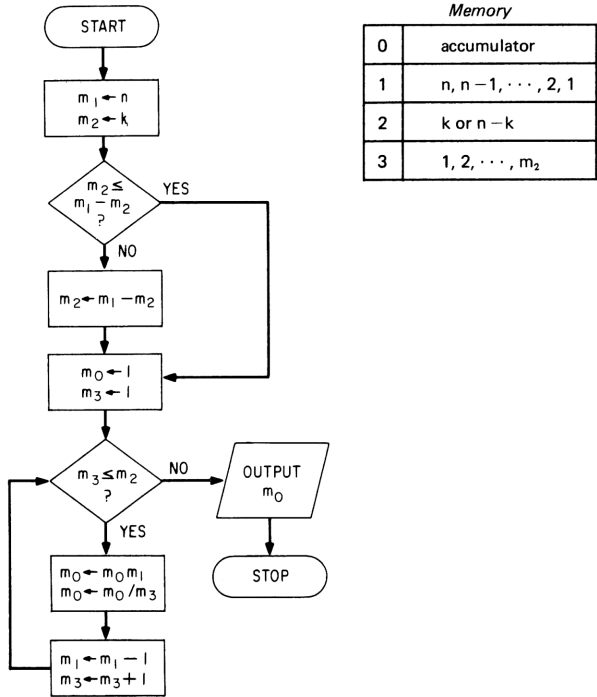 START
m₁ ← n
m₂ ← k
m₂ ≤
m₁ − m₂
?
YES
NO
m₂ ← m₁ − m₂
m₀ ← 1
m₃ ← 1
m₃ ≤ m₂
?
NO
YES
OUTPUT
m₀
STOP
m₀ ← m₀ m₁
m₀ ← m₀ / m₃
m₁ ← m₁ − 1
m₃ ← m₃ + 1
Memory
0 accumulator
1 n, n − 1, · · · , 2, 1
2 k or n − k
3 1, 2, · · · , m₂